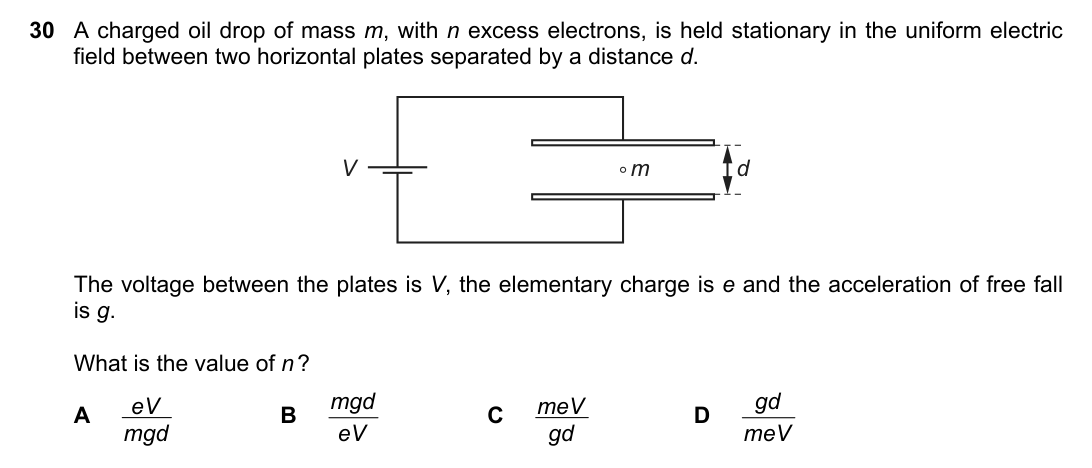 30 A charged oil drop of mass m, with n excess electrons, is held stationary in the uniform electric
field between two horizontal plates separated by a distance d.
V
m
d
The voltage between the plates is V, the elementary charge is e and the acceleration of free fall
is g.
What is the value of n?
A eV/mgd B mgd/eV C meV/gd D gd/meV